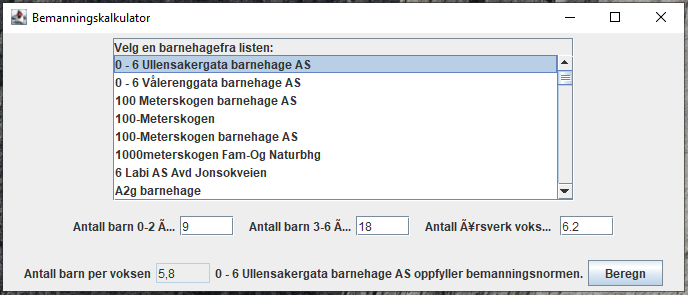 Bemanningskalkulator
Velg en barnehagefra listen:
0 - 6 Ullensakergata barnehage AS
0 - 6 Vålerenggata barnehage AS
100 Meterskogen barnehage AS
100-Meterskogen
100-Meterskogen barnehage AS
1000meterskogen Fam-Og Naturbhg
6 Labi AS Avd Jonsokveien
A2g barnehage
Antall barn 0-2 Ã... 9 Antall barn 3-6 Ã... 18 Antall Ã¥rsverk voks... 6.2
Antall barn per voksen 5,8 0 - 6 Ullensakergata barnehage AS oppfyller bemanningsnormen. Beregn